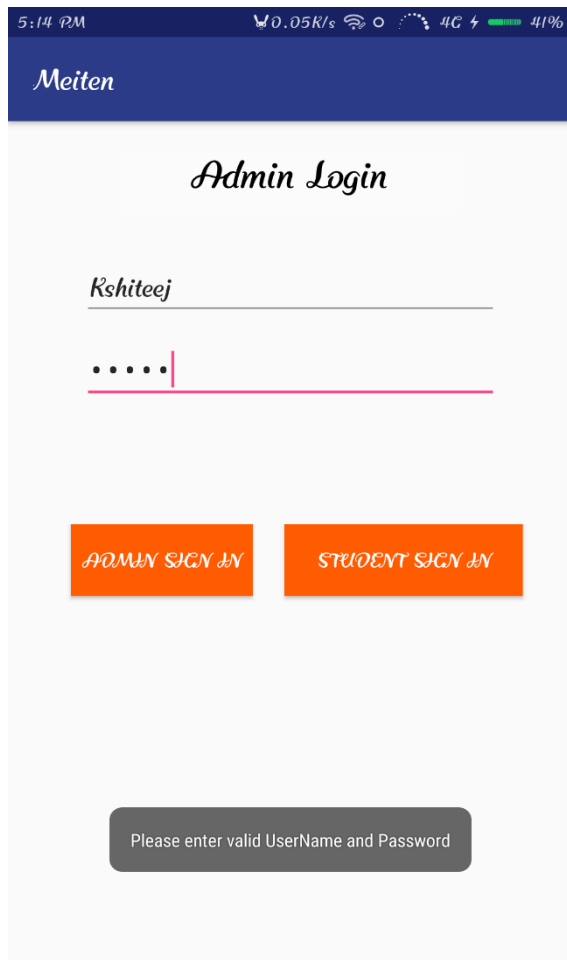 5:14 PM 0.05K/s 4G 41%
Meiten
Admin Login
Kshiteej
•••••
ADMIN SIGN IN STUDENT SIGN IN
Please enter valid UserName and Password